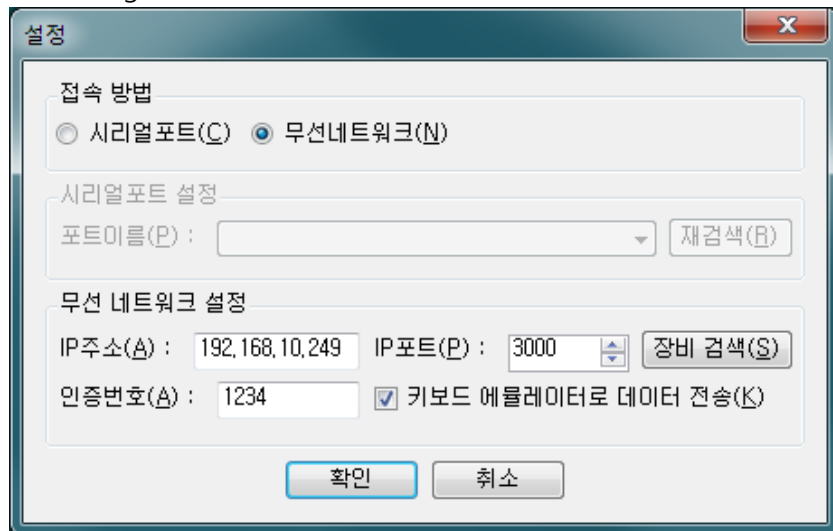 설정
접속 방법
시리얼포트(C) 무선네트워크(N)
시리얼포트 설정
포트이름(P) : 재검색(R)
무선 네트워크 설정
IP주소(A) : 192,168,10,249 IP포트(P) : 3000 장비 검색(S)
인증번호(A) : 1234 키보드 에뮬레이터로 데이터 전송(K)
확인 취소